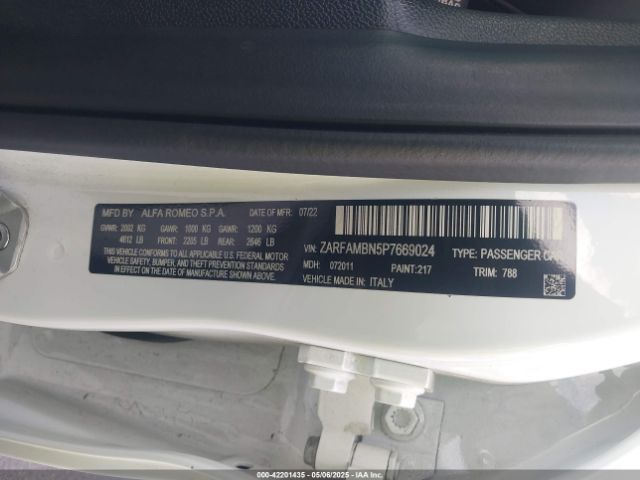 MFD BY ALFA ROMEO S.P.A. DATE OF MFR: 07/22
GVWR: 2092 KG GAWR: 1000 KG GAWR: 1200 KG
4612 LB FRONT: 2205 LB REAR: 2646 LB
THIS VEHICLE CONFORMS TO ALL APPLICABLE U.S. FEDERAL MOTOR
VEHICLE SAFETY, BUMPER, AND THEFT PREVENTION STANDARDS
IN EFFECT ON THE DATE OF MANUFACTURE SHOWN ABOVE.
VIN: ZARFAMBN5P7669024 TYPE: PASSENGER CAR
MDH: 072011 PAINT: 217 TRIM: 788
VEHICLE MADE IN: ITALY
000-42201435 - 05/06/2025 - IAAI.COM